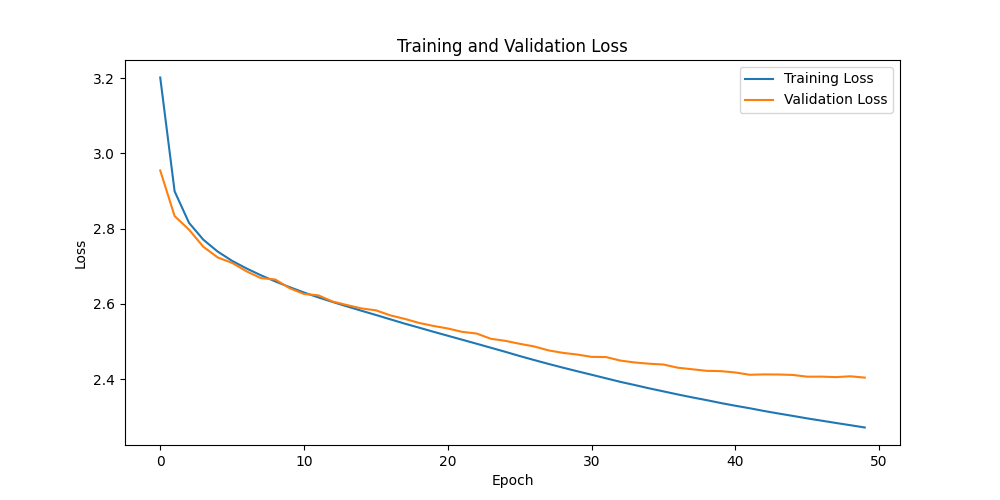 Training and Validation Loss
Training Loss
Validation Loss
3.2
3.0
2.8
2.6
2.4
Loss
0 10 20 30 40 50
Epoch